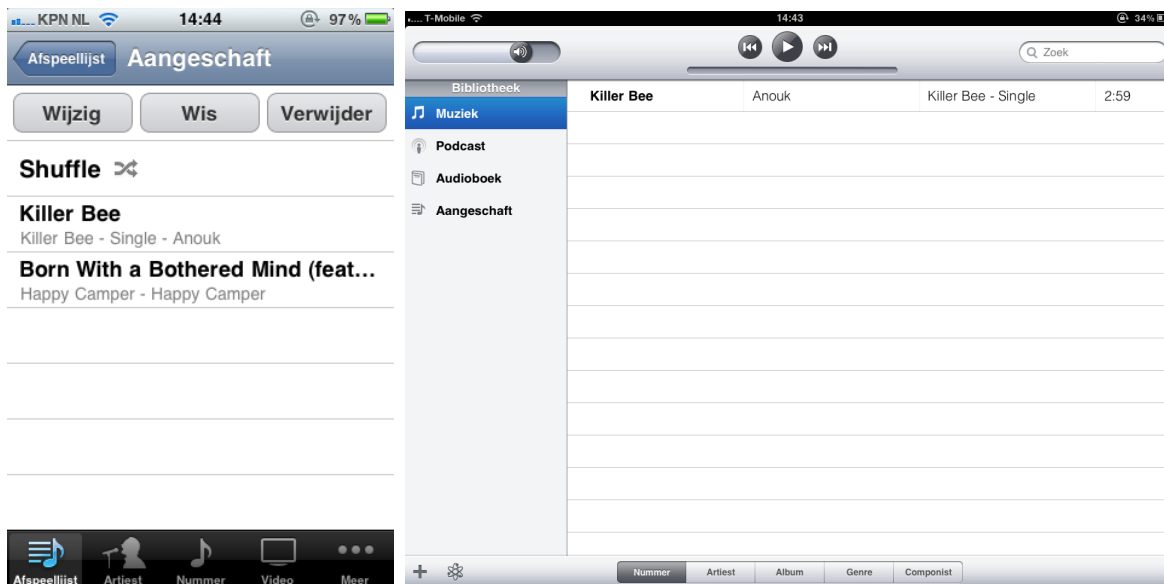 KPN NL 14:44 97%
Afspeellijst Aangeschaft
Wijzig Wis Verwijder
Shuffle
Killer Bee
Killer Bee - Single - Anouk
Born With a Bothered Mind (feat...
Happy Camper - Happy Camper
Afspeellijst Artiest Nummer Video Meer
T-Mobile 14:43 34%
Zoek
Bibliotheek
Muziek
Podcast
Audioboek
Aangeschaft
Killer Bee Anouk Killer Bee - Single 2:59
Nummer Artiest Album Genre Componist